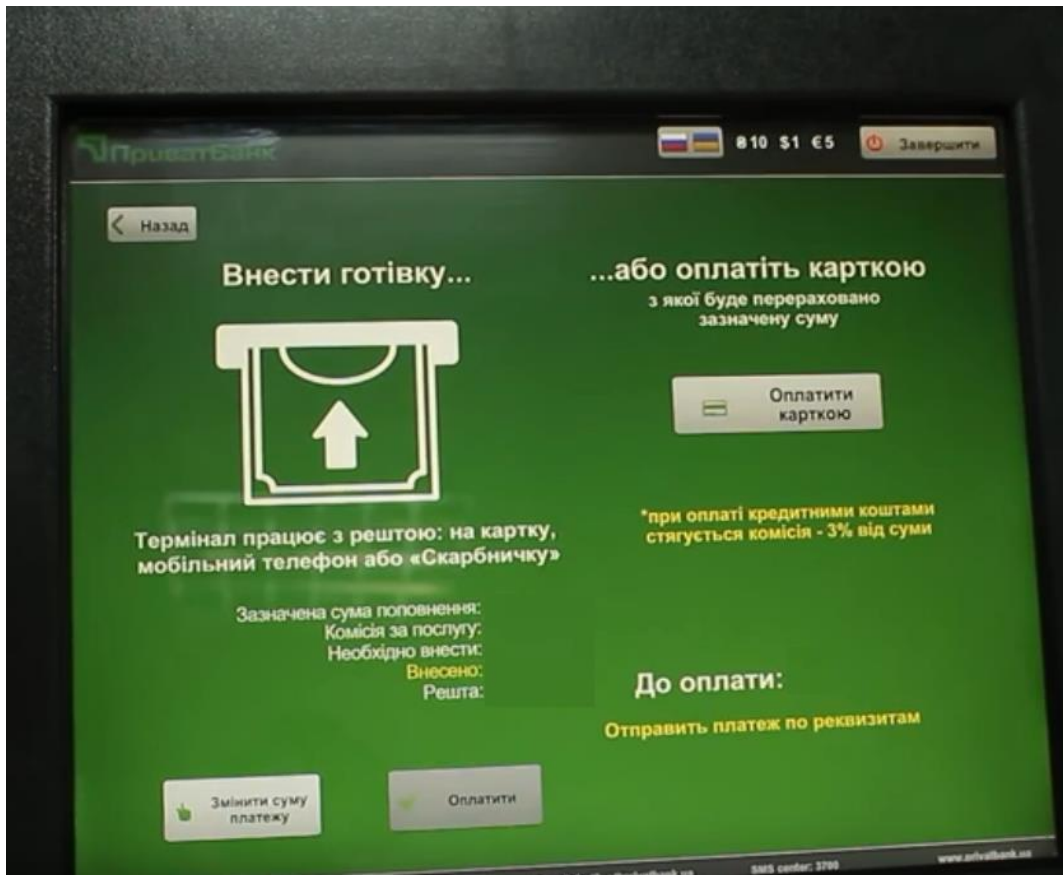 ПриватБанк
₴10 $1 €5
Завершити
Назад
Внести готівку...
Термінал працює з рештою: на картку,
мобільний телефон або «Скарбничку»
Зазначена сума поповнення:
Комісія за послугу:
Необхідно внести:
Внесено:
Решта:
Змінити суму
платежу
Оплатити
...або оплатіть карткою
з якої буде перераховано
зазначену суму
Оплатити
карткою
*при оплаті кредитними коштами
стягується комісія - 3% від суми
До оплати:
Отправить платеж по реквизитам
SMS center: 3700
www.privatbank.ua